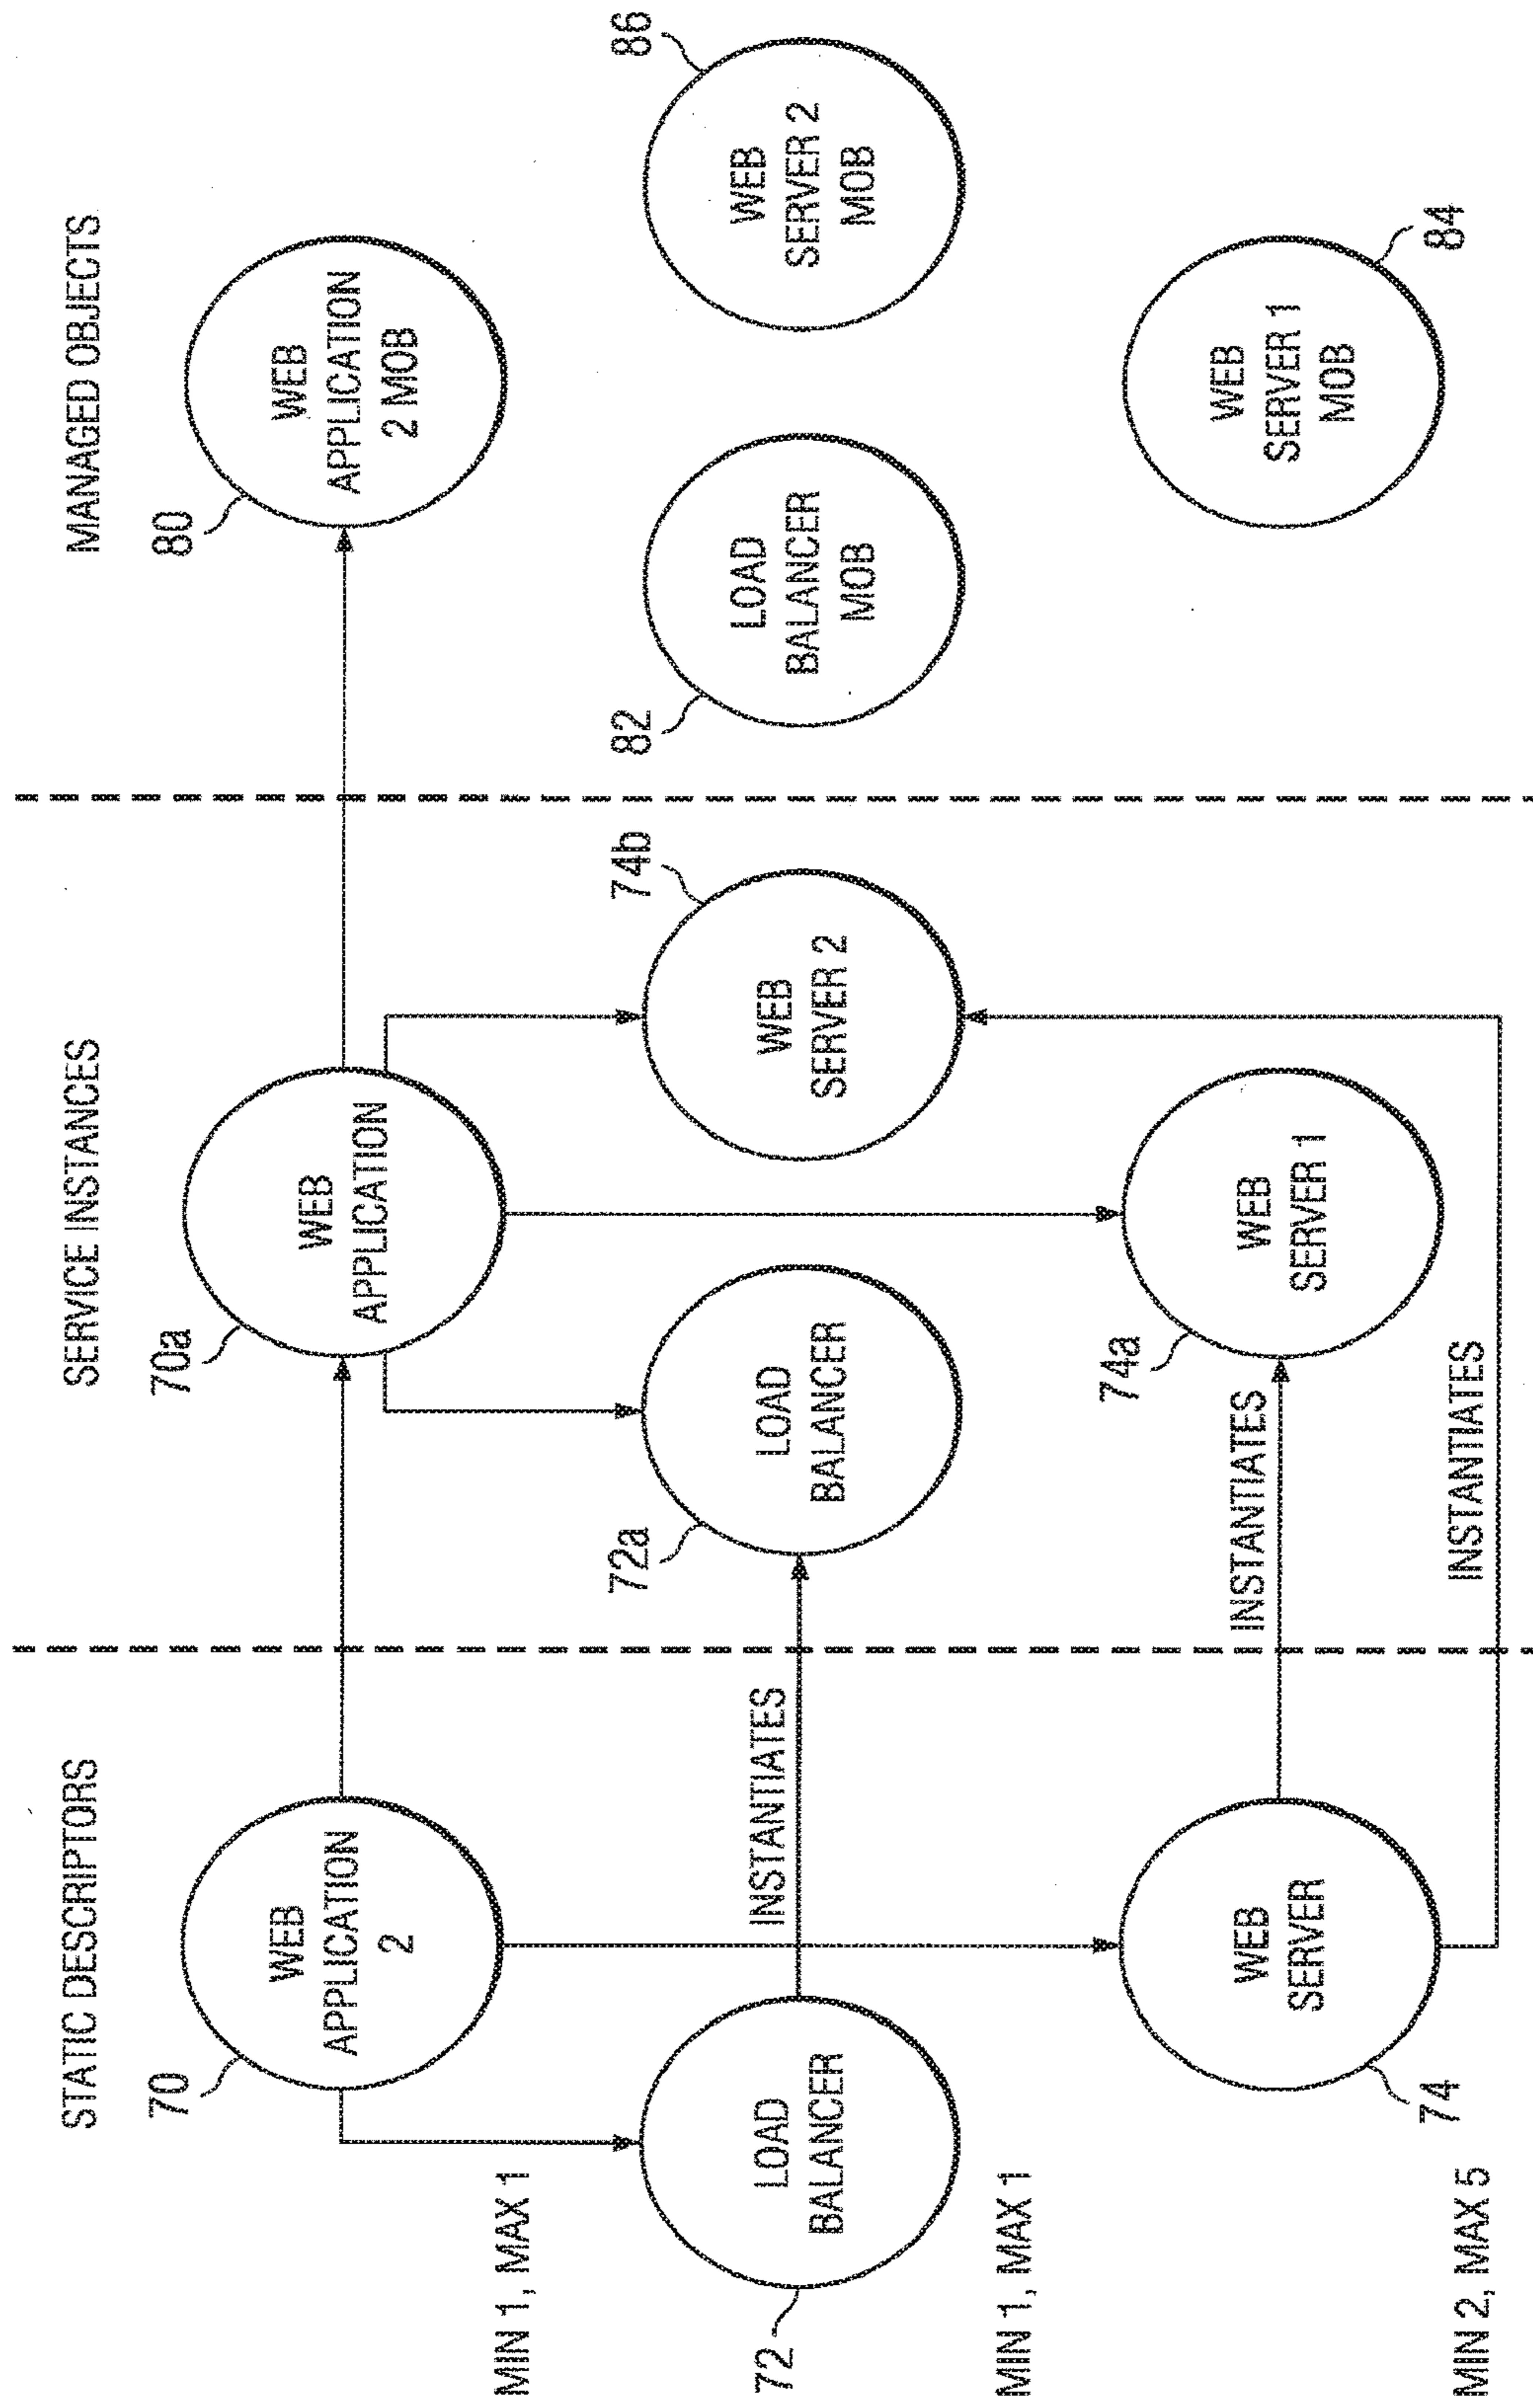 STATIC DESCRIPTORS
SERVICE INSTANCES
MANAGED OBJECTS
70
WEB
APPLICATION
2
MIN 1, MAX 1
70a
WEB
APPLICATION
80
WEB
APPLICATION
2 MOB
72
LOAD
BALANCER
MIN 1, MAX 1
INSTANTIATES
72a
LOAD
BALANCER
74b
WEB
SERVER 2
82
LOAD
BALANCER
MOB
86
WEB
SERVER 2
MOB
74
WEB
SERVER
MIN 2, MAX 5
INSTANTIATES
74a
WEB
SERVER 1
INSTANTIATES
84
WEB
SERVER 1
MOB